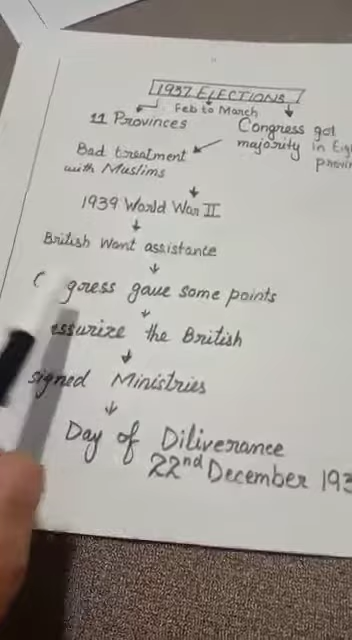 1937 ELECTIONS
Feb to March
11 Provinces
Congress got
majority in
Bad treatment
with Muslims
1939 World War II
British Want assistance
gress gave some points
essurize the British
signed Ministries
Day of Diliverance
22nd December 193